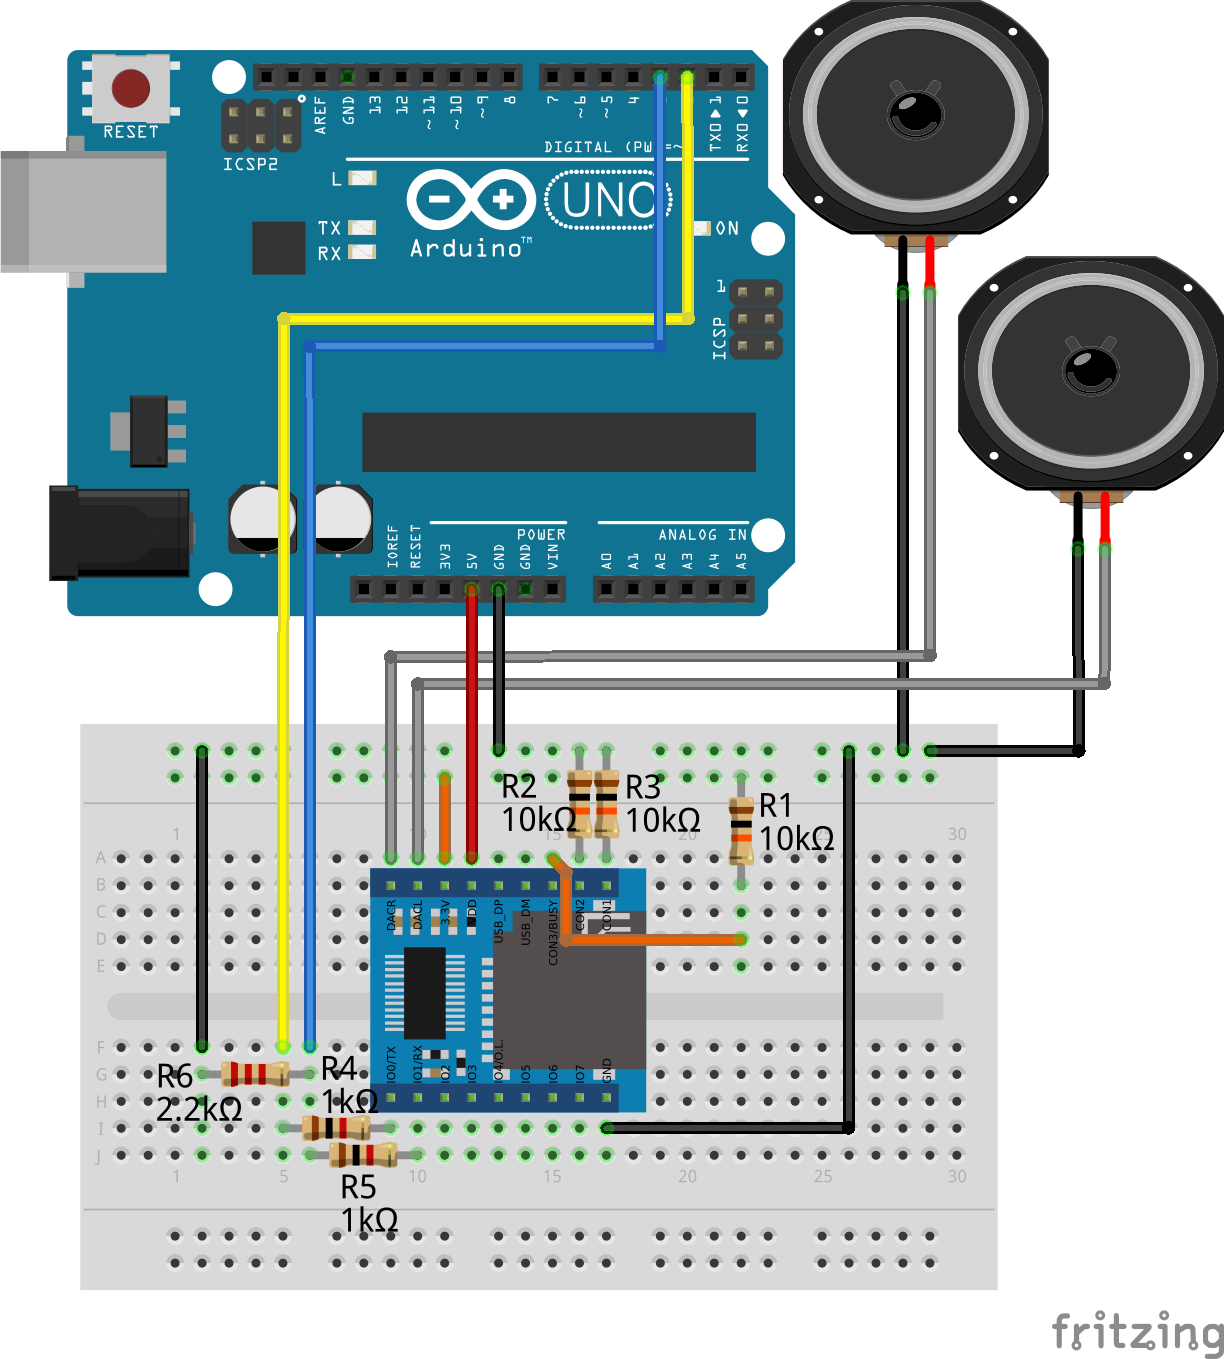 RESET
ICSP2
AREF
GND
13
12
~11
~10
~9
8
7
~6
~5
4
TX0▶1
RX0◀0
DIGITAL (PW
L
TX
RX
UNO
Arduino™
ON
1
ICSP
IOREF
RESET
3V3
5V
GND
GND
VIN
POWER
ANALOG IN
A0
A1
A2
A3
A4
A5
R2
10kΩ
R3
10kΩ
R1
10kΩ
1
15
20
30
A
B
C
D
E
DACR
DACL
3.3V
USB_DP
USB_DM
CON3/BUSY
CON2
CON1
IO0/TX
IO1/RX
IO2
IO3
IO4/O.L.
IO5
IO6
IO7
GND
F
G
H
I
J
R6
2.2kΩ
R4
1kΩ
R5
1kΩ
1
5
10
15
20
25
30
fritzing